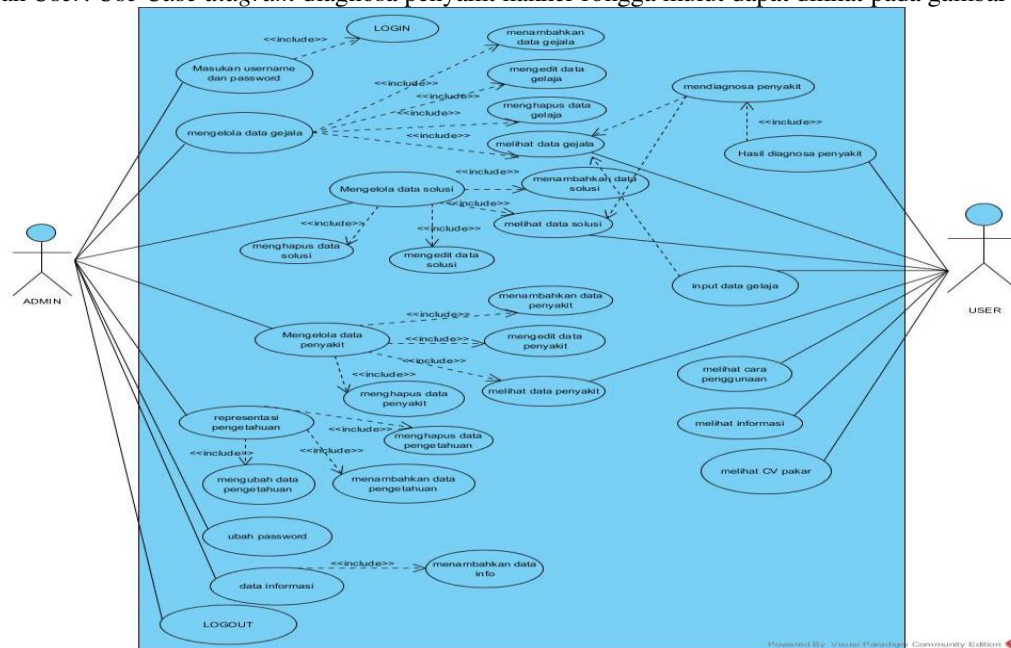 User. Use Case diagram diagnosa penyakit kanker rongga mulut dapat dilihat pada gambar
LOGIN
<<include>>
Masukan username
dan password
menambahkan
data gejala
<<include>>
mengedit data
gelaja
<<include>>
menghapus data
gelaja
<<include>>
melihat data gejala
<<include>>
mengelola data gejala
mendiagnosa penyakit
<<include>>
Hasil diagnosa penyakit
Mengelola data solusi
<<include>>
menambahkan data
solusi
<<include>>
melihat data solusi
<<include>>
menghapus data
solusi
<<include>>
mengedit data
solusi
input data gelaja
ADMIN
USER
Mengelola data
penyakit
<<include>>
menambahkan data
penyakit
<<include>>
mengedit data
penyakit
<<include>>
melihat data penyakit
<<include>>
menghapus data
penyakit
melihat cara
penggunaan
melihat informasi
melihat CV pakar
representasi
pengetahuan
<<include>>
menghapus data
pengetahuan
<<include>>
mengubah data
pengetahuan
<<include>>
menambahkan data
pengetahuan
ubah password
data informasi
<<include>>
menambahkan data
info
LOGOUT
Powered By Visual Paradigm Community Edition